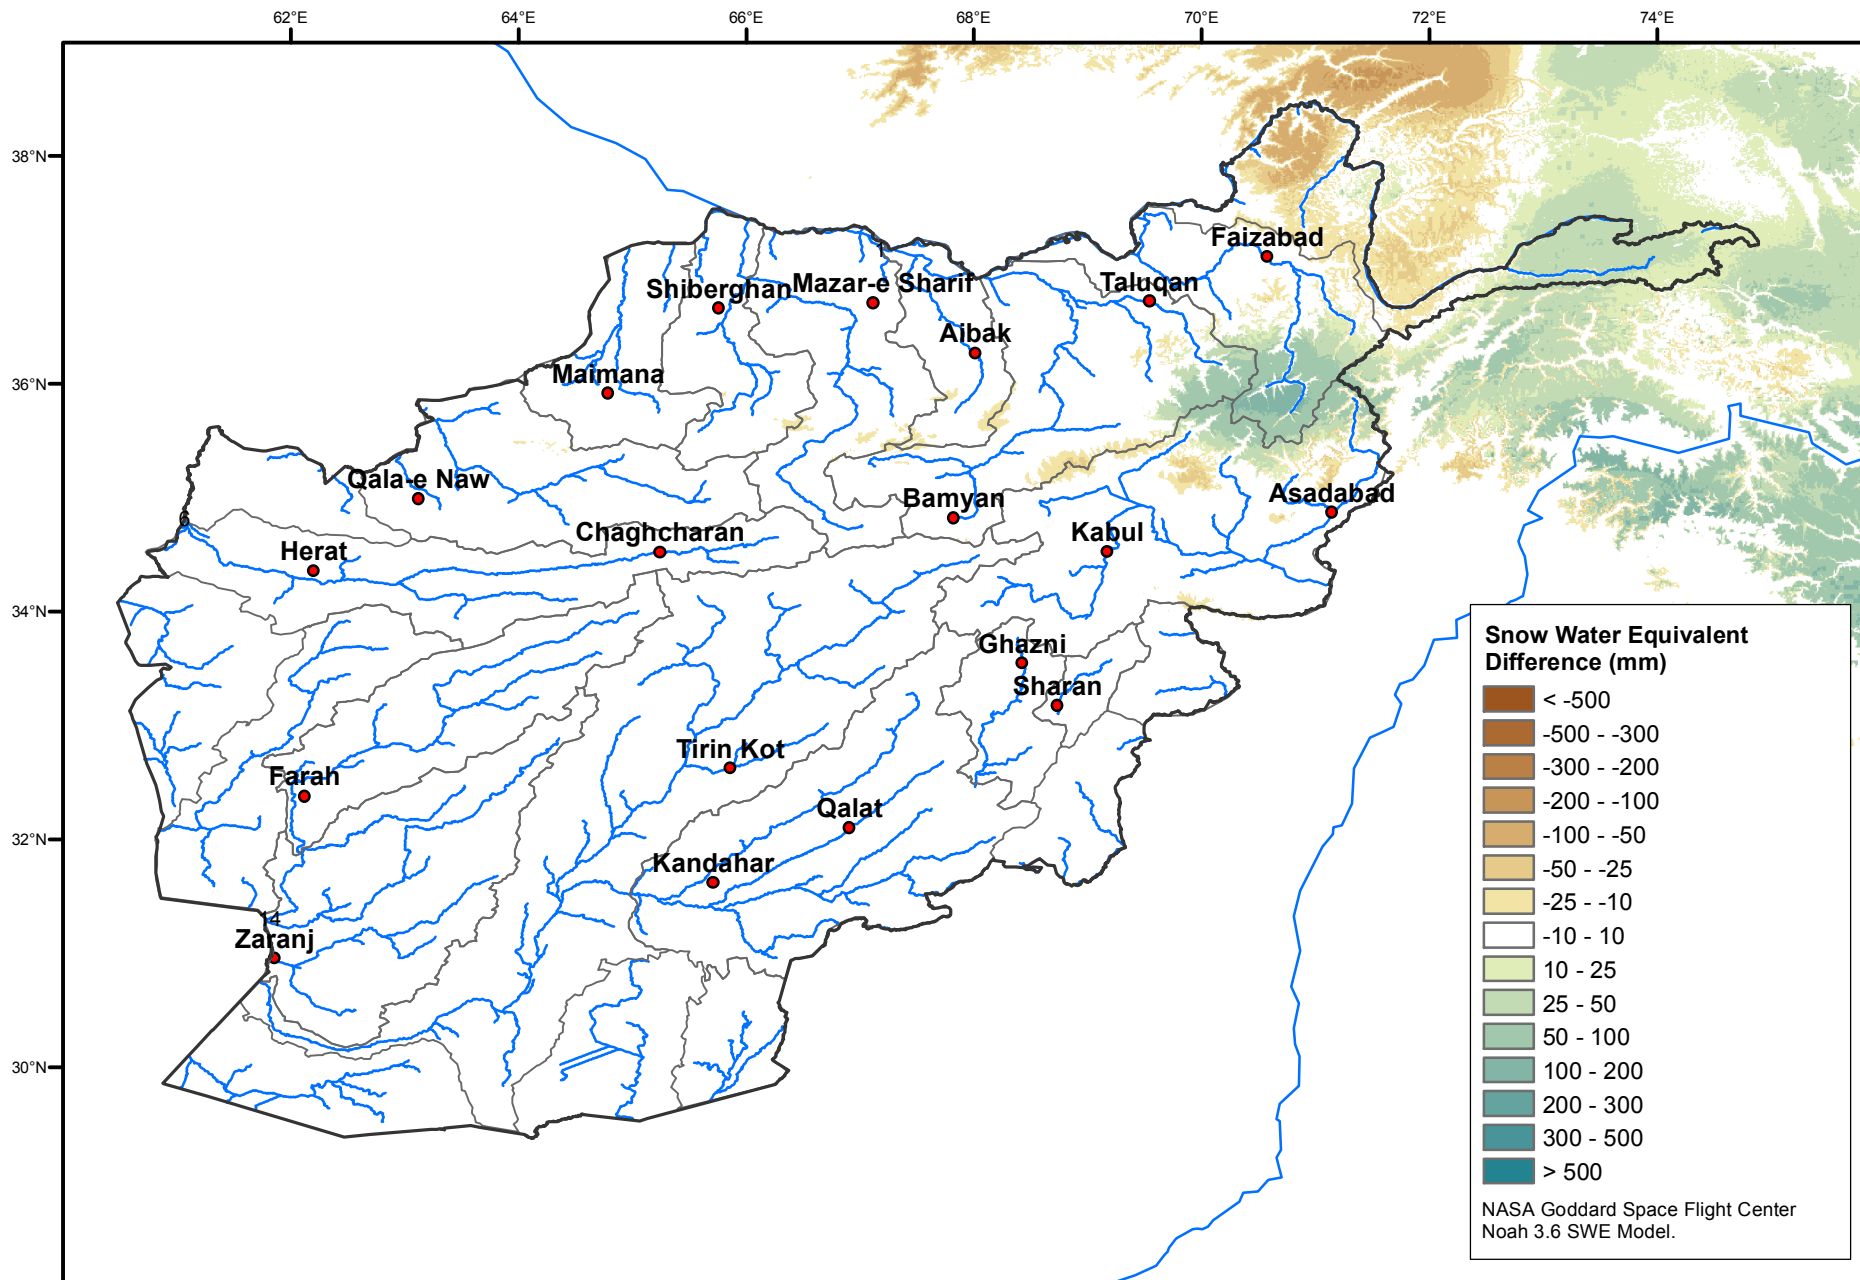 62°E
64°E
66°E
68°E
70°E
72°E
74°E
38°N
36°N
34°N
32°N
30°N
Faizabad
Taluqan
Mazar-e Sharif
Shiberghan
Aibak
Maimana
Qala-e Naw
Bamyan
Asadabad
6
Chaghcharan
Kabul
Herat
Ghazni
Sharan
Tirin Kot
Farah
Qalat
Kandahar
14
Zaranj
Snow Water Equivalent
Difference (mm)
< -500
-500 - -300
-300 - -200
-200 - -100
-100 - -50
-50 - -25
-25 - -10
-10 - 10
10 - 25
25 - 50
50 - 100
100 - 200
200 - 300
300 - 500
> 500
NASA Goddard Space Flight Center
Noah 3.6 SWE Model.